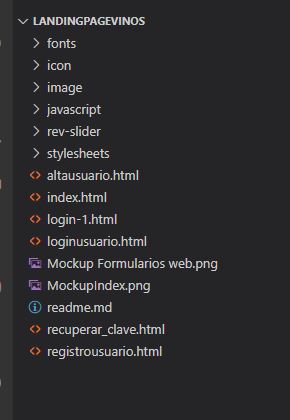 LANDINGPAGEVINOS
fonts
icon
image
javascript
rev-slider
stylesheets
altausuario.html
index.html
login-1.html
loginusuario.html
Mockup Formularios web.png
MockupIndex.png
readme.md
recuperar_clave.html
registrousuario.html